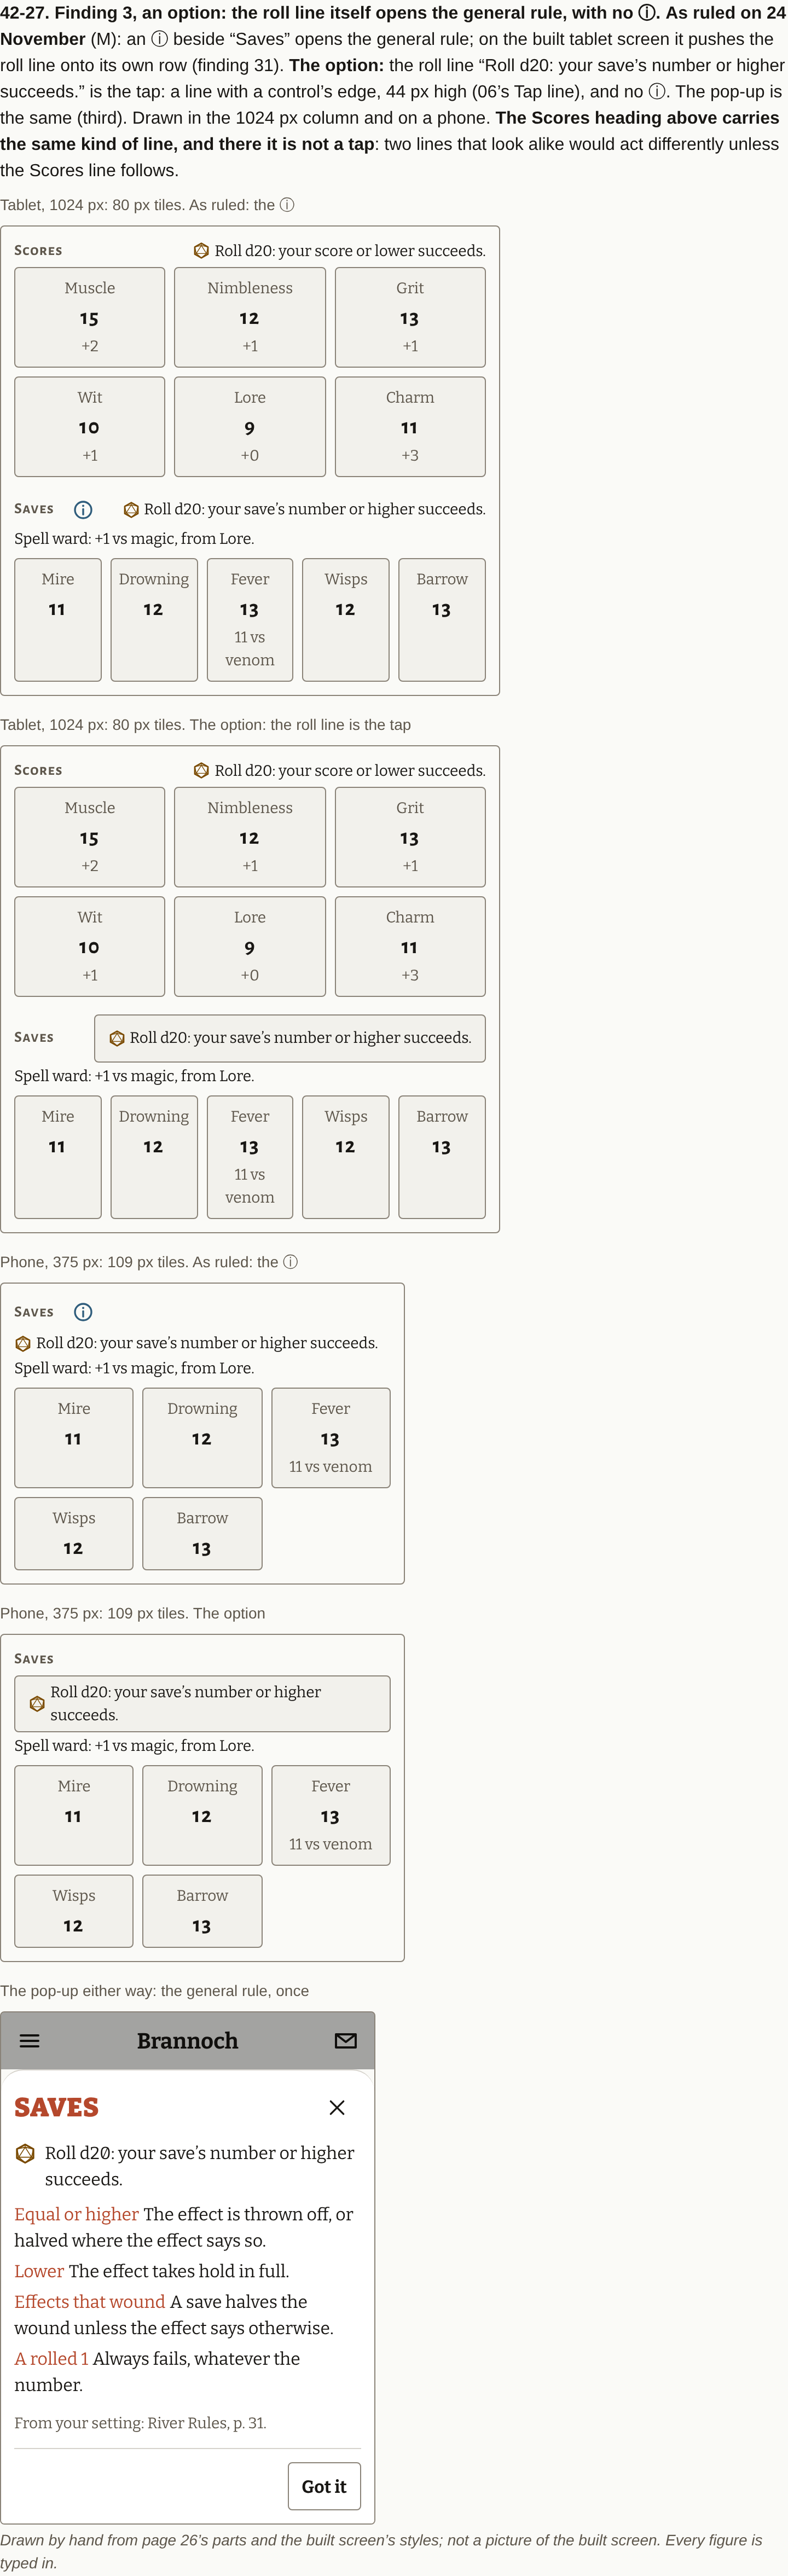 42-27. Finding 3, an option: the roll line itself opens the general rule, with no ⓘ. As ruled on 24
November (M): an ⓘ beside “Saves” opens the general rule; on the built tablet screen it pushes the
roll line onto its own row (finding 31). The option: the roll line “Roll d20: your save’s number or higher
succeeds.” is the tap: a line with a control’s edge, 44 px high (06’s Tap line), and no ⓘ. The pop-up is
the same (third). Drawn in the 1024 px column and on a phone. The Scores heading above carries
the same kind of line, and there it is not a tap: two lines that look alike would act differently unless
the Scores line follows.
Tablet, 1024 px: 80 px tiles. As ruled: the ⓘ
Scores Roll d20: your score or lower succeeds.
Muscle Nimbleness Grit
15 12 13
+2 +1 +1
Wit Lore Charm
10 9 11
+1 +0 +3
Saves ⓘ Roll d20: your save’s number or higher succeeds.
Spell ward: +1 vs magic, from Lore.
Mire Drowning Fever Wisps Barrow
11 12 13 12 13
11 vs
venom
Tablet, 1024 px: 80 px tiles. The option: the roll line is the tap
Scores Roll d20: your score or lower succeeds.
Muscle Nimbleness Grit
15 12 13
+2 +1 +1
Wit Lore Charm
10 9 11
+1 +0 +3
Saves Roll d20: your save’s number or higher succeeds.
Spell ward: +1 vs magic, from Lore.
Mire Drowning Fever Wisps Barrow
11 12 13 12 13
11 vs
venom
Phone, 375 px: 109 px tiles. As ruled: the ⓘ
Saves ⓘ
Roll d20: your save’s number or higher succeeds.
Spell ward: +1 vs magic, from Lore.
Mire Drowning Fever
11 12 13
11 vs venom
Wisps Barrow
12 13
Phone, 375 px: 109 px tiles. The option
Saves
Roll d20: your save’s number or higher
succeeds.
Spell ward: +1 vs magic, from Lore.
Mire Drowning Fever
11 12 13
11 vs venom
Wisps Barrow
12 13
The pop-up either way: the general rule, once
Brannoch
SAVES
Roll d20: your save’s number or higher
succeeds.
Equal or higher The effect is thrown off, or
halved where the effect says so.
Lower The effect takes hold in full.
Effects that wound A save halves the
wound unless the effect says otherwise.
A rolled 1 Always fails, whatever the
number.
From your setting: River Rules, p. 31.
Got it
Drawn by hand from page 26’s parts and the built screen’s styles; not a picture of the built screen. Every figure is
typed in.